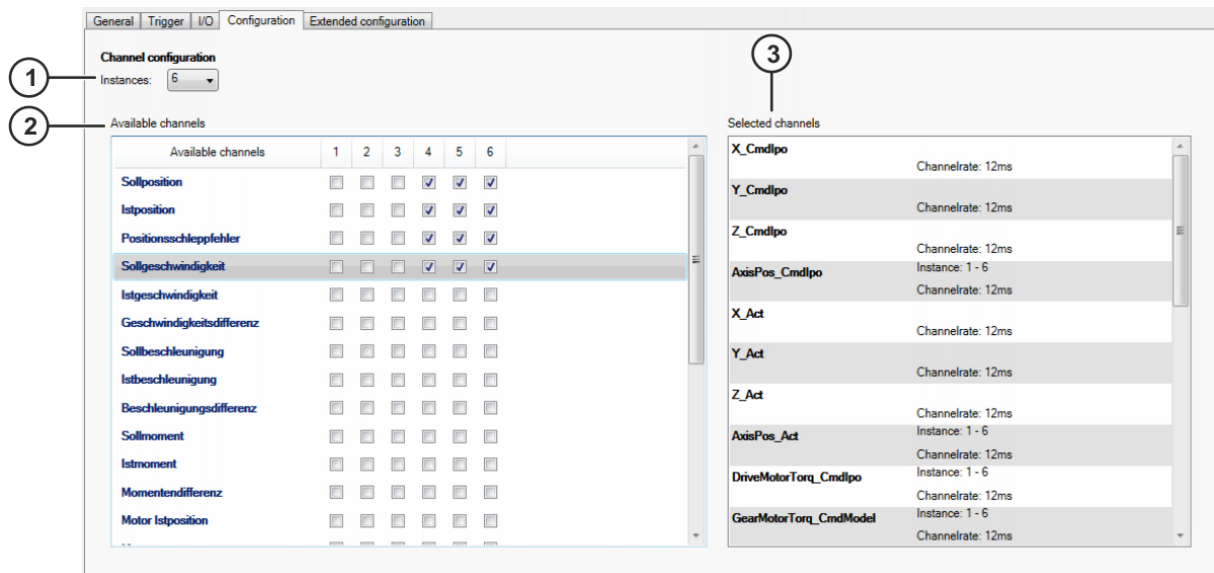 General Trigger I/O Configuration Extended configuration
Channel configuration
1
Instances: 6
3
2
Available channels
Available channels 1 2 3 4 5 6
Sollposition
Istposition
Positionsschleppfehler
Sollgeschwindigkeit
Istgeschwindigkeit
Geschwindigkeitsdifferenz
Sollbeschleunigung
Istbeschleunigung
Beschleunigungsdifferenz
Sollmoment
Istmoment
Momentendifferenz
Motor Istposition
Selected channels
X_CmdIpo
Channelrate: 12ms
Y_CmdIpo
Channelrate: 12ms
Z_CmdIpo
Channelrate: 12ms
AxisPos_CmdIpo Instance: 1 - 6
Channelrate: 12ms
X_Act
Channelrate: 12ms
Y_Act
Channelrate: 12ms
Z_Act
Channelrate: 12ms
AxisPos_Act Instance: 1 - 6
Channelrate: 12ms
DriveMotorTorq_CmdIpo Instance: 1 - 6
Channelrate: 12ms
GearMotorTorq_CmdModel Instance: 1 - 6
Channelrate: 12ms